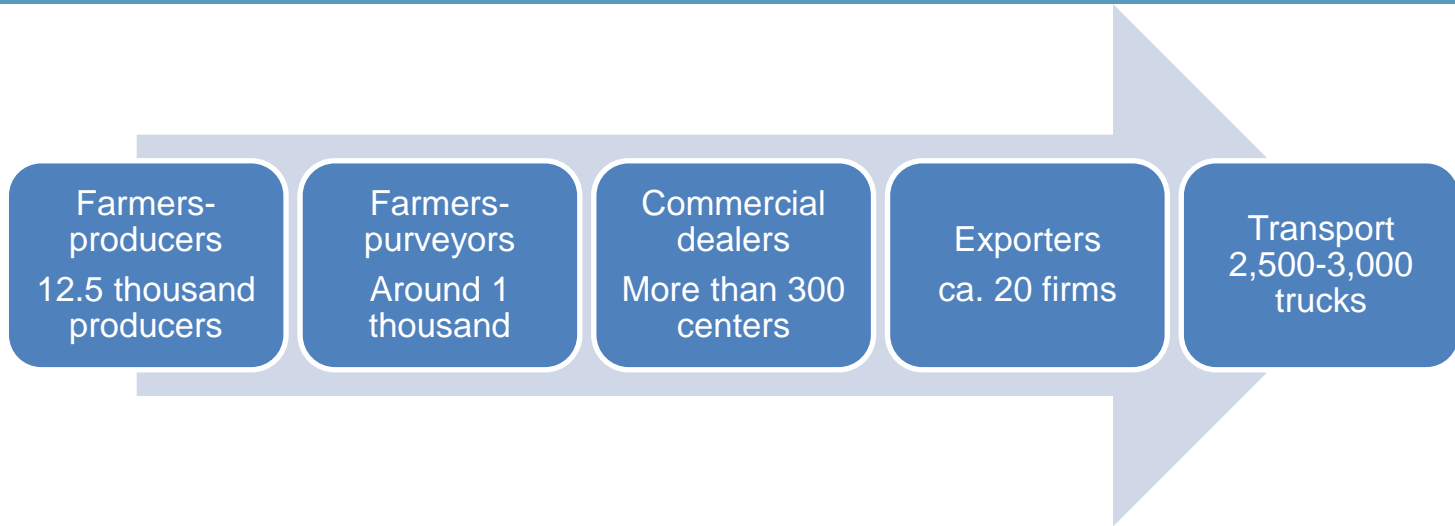 Farmers-
producers
12.5 thousand
producers
Farmers-
purveyors
Around 1
thousand
Commercial
dealers
More than 300
centers
Exporters
ca. 20 firms
Transport
2,500-3,000
trucks